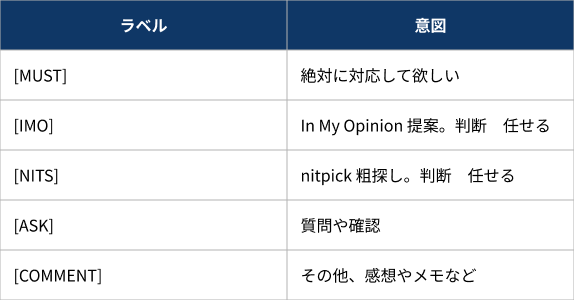 ラベル 意図
[MUST] 絶対に対応して欲しい
[IMO] In My Opinion 提案。判断 任せる
[NITS] nitpick 粗探し。判断 任せる
[ASK] 質問や確認
[COMMENT] その他、感想やメモなど